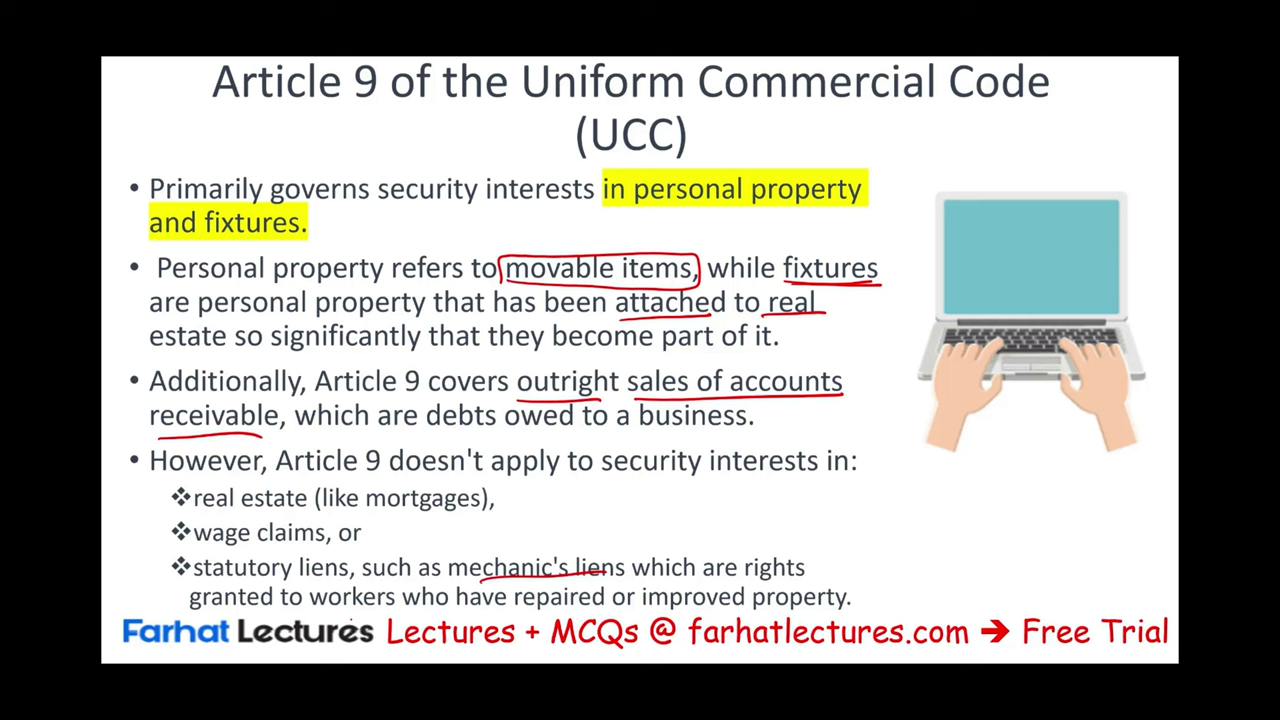 Article 9 of the Uniform Commercial Code
(UCC)
• Primarily governs security interests in personal property
and fixtures.
• Personal property refers to movable items, while fixtures
are personal property that has been attached to real
estate so significantly that they become part of it.
• Additionally, Article 9 covers outright sales of accounts
receivable, which are debts owed to a business.
• However, Article 9 doesn't apply to security interests in:
❖real estate (like mortgages),
❖wage claims, or
❖statutory liens, such as mechanic's liens which are rights
granted to workers who have repaired or improved property.
Farhat Lectures Lectures + MCQs @ farhatlectures.com ➔ Free Trial